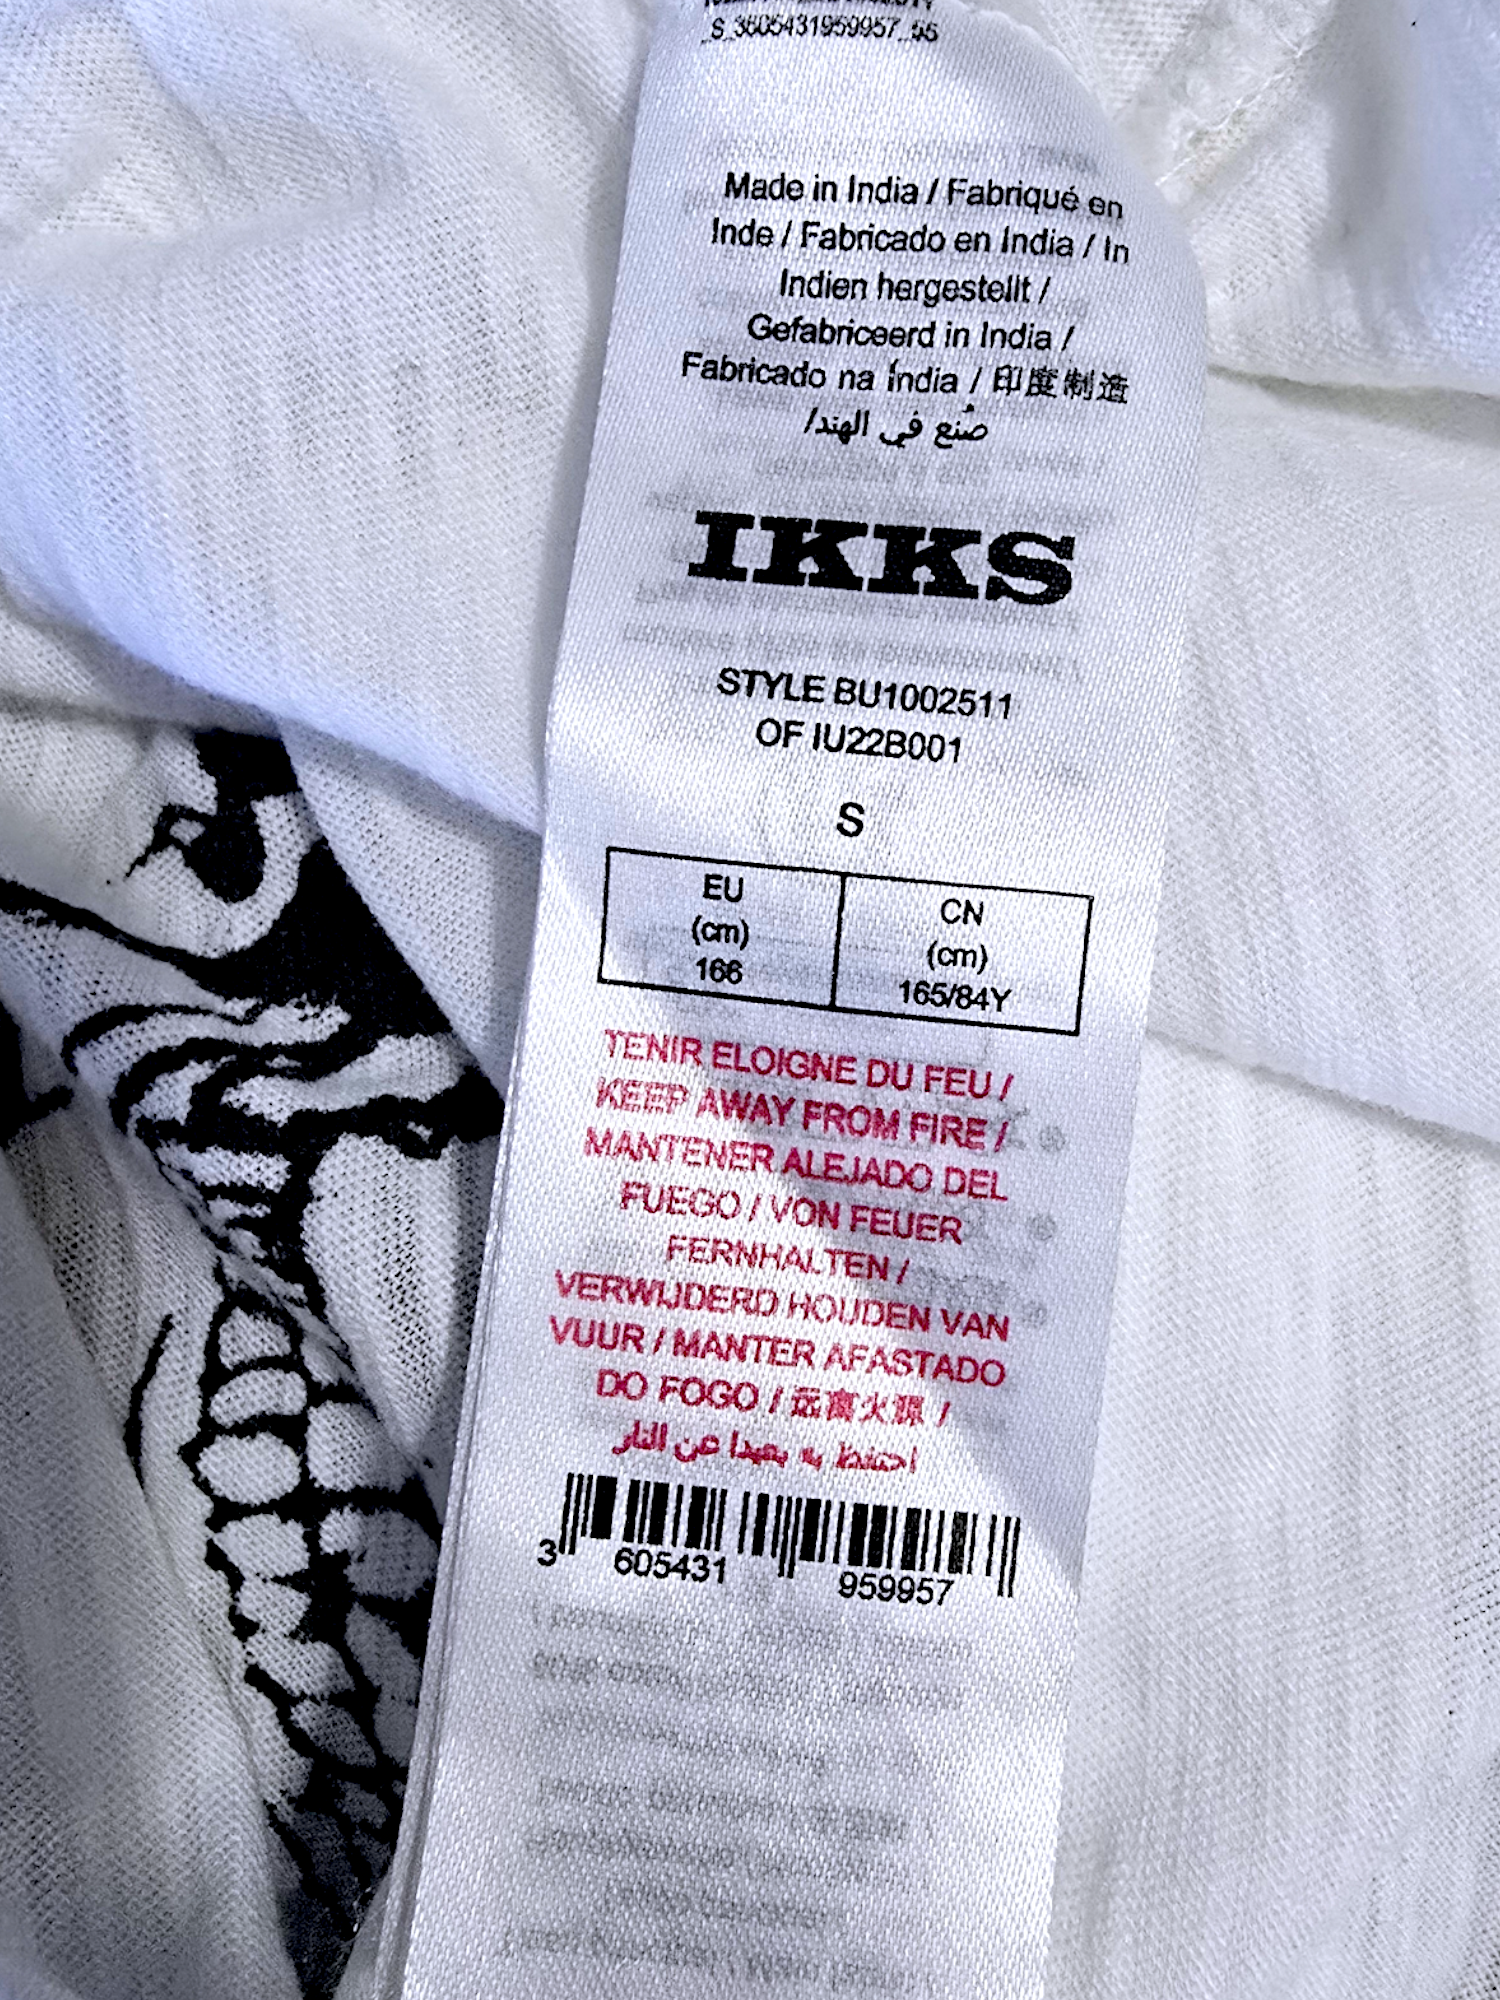 _S_3605431959957_55
Made in India / Fabriqué en
Inde / Fabricado en India / In
Indien hergestellt /
Gefabriceerd in India /
Fabricado na Índia / 印度制造
صُنع في الهند/
IKKS
STYLE BU1002511
OF IU22B001
S
EU
(cm)
166
CN
(cm)
165/84Y
TENIR ELOIGNE DU FEU /
KEEP AWAY FROM FIRE /
MANTENER ALEJADO DEL
FUEGO / VON FEUER
FERNHALTEN /
VERWIJDERD HOUDEN VAN
VUUR / MANTER AFASTADO
DO FOGO / 远离火源 /
احتفظ به بعيدا عن النار
3 605431 959957